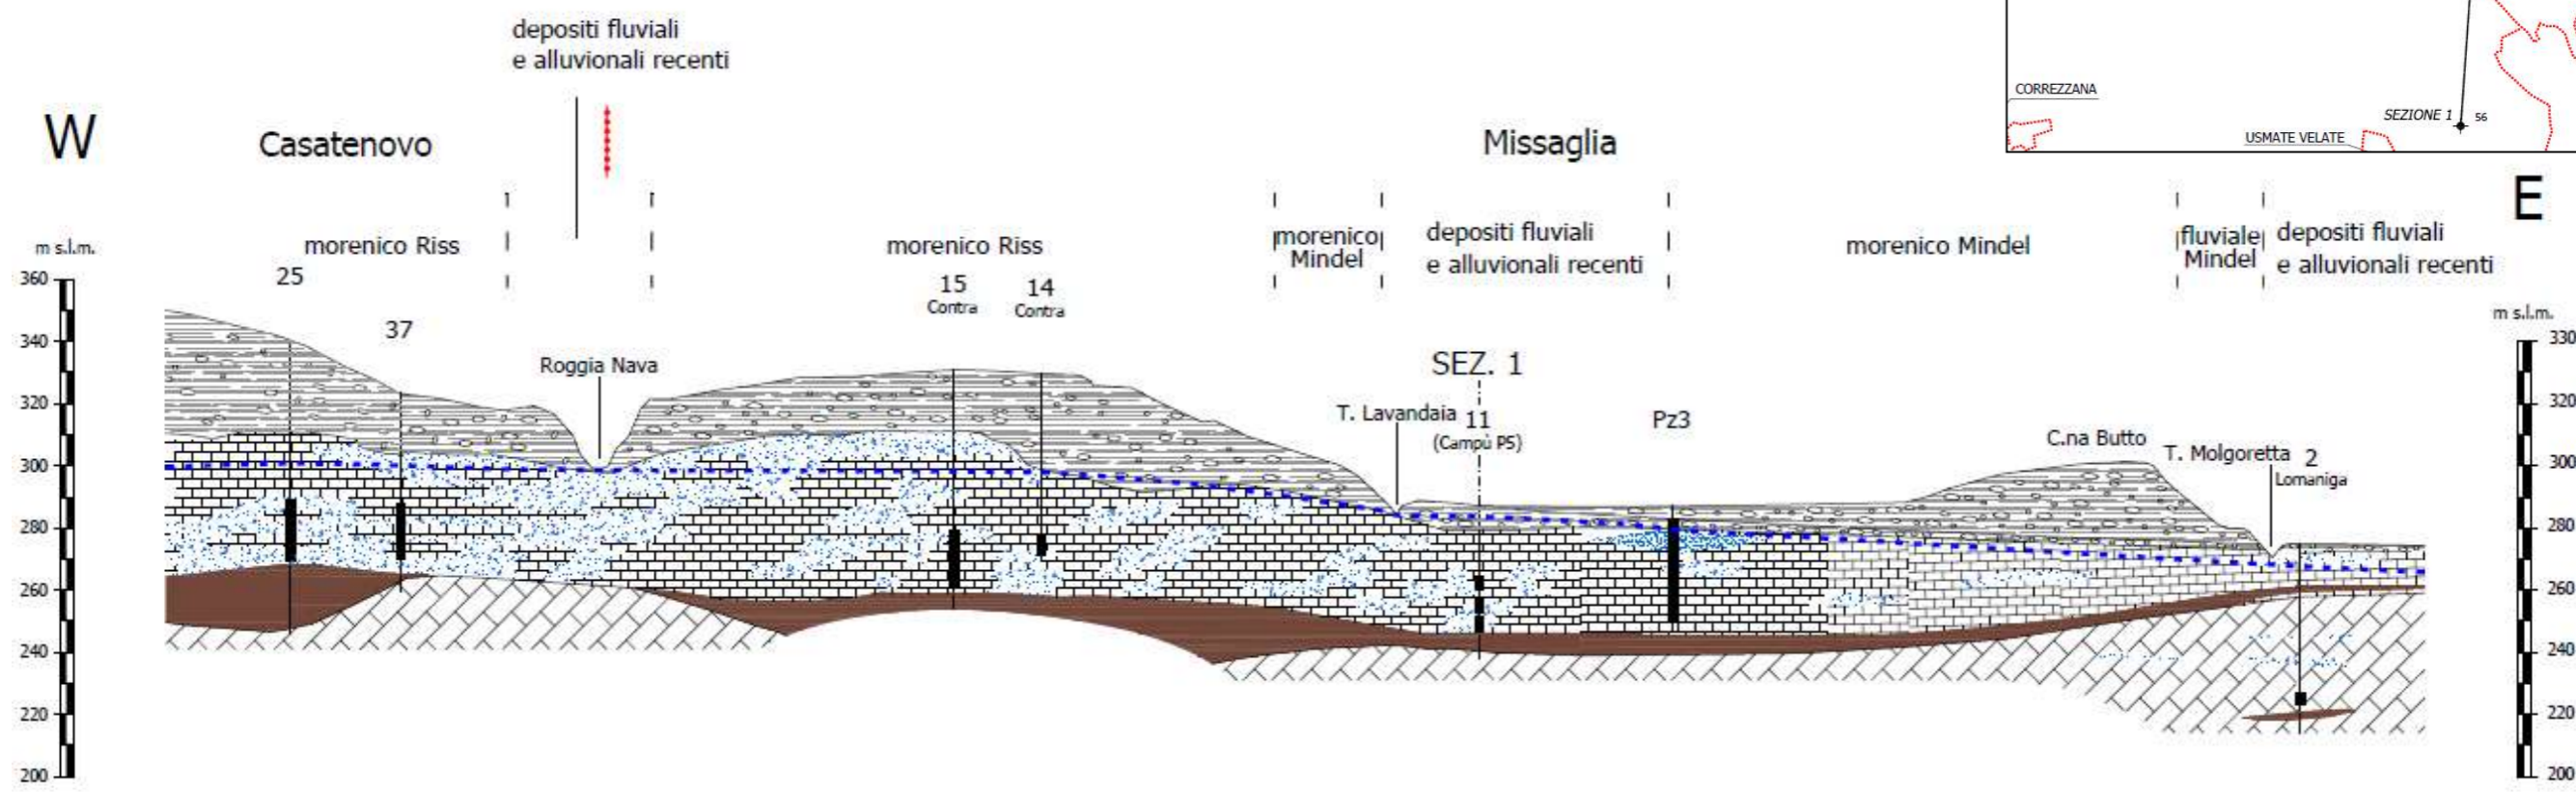 depositi fluviali
e alluvionali recenti
CORREZZANA
SEZIONE 1
56
USMATE VELATE
W
Casatenovo
Missaglia
E
morenico Riss
morenico Riss
morenico
Mindel
depositi fluviali
e alluvionali recenti
morenico Mindel
fluviale
Mindel
depositi fluviali
e alluvionali recenti
m s.l.m.
360
340
320
300
280
260
240
220
200
25
37
Roggia Nava
15
Contra
14
Contra
T. Lavandaia
SEZ. 1
11
(Campù P5)
Pz3
C.na Butto
T. Molgoretta
2
Lomaniga
m s.l.m.
330
320
300
280
260
240
220
200